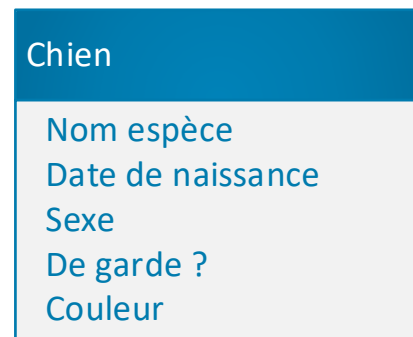 Chien
Nom espèce
Date de naissance
Sexe
De garde ?
Couleur